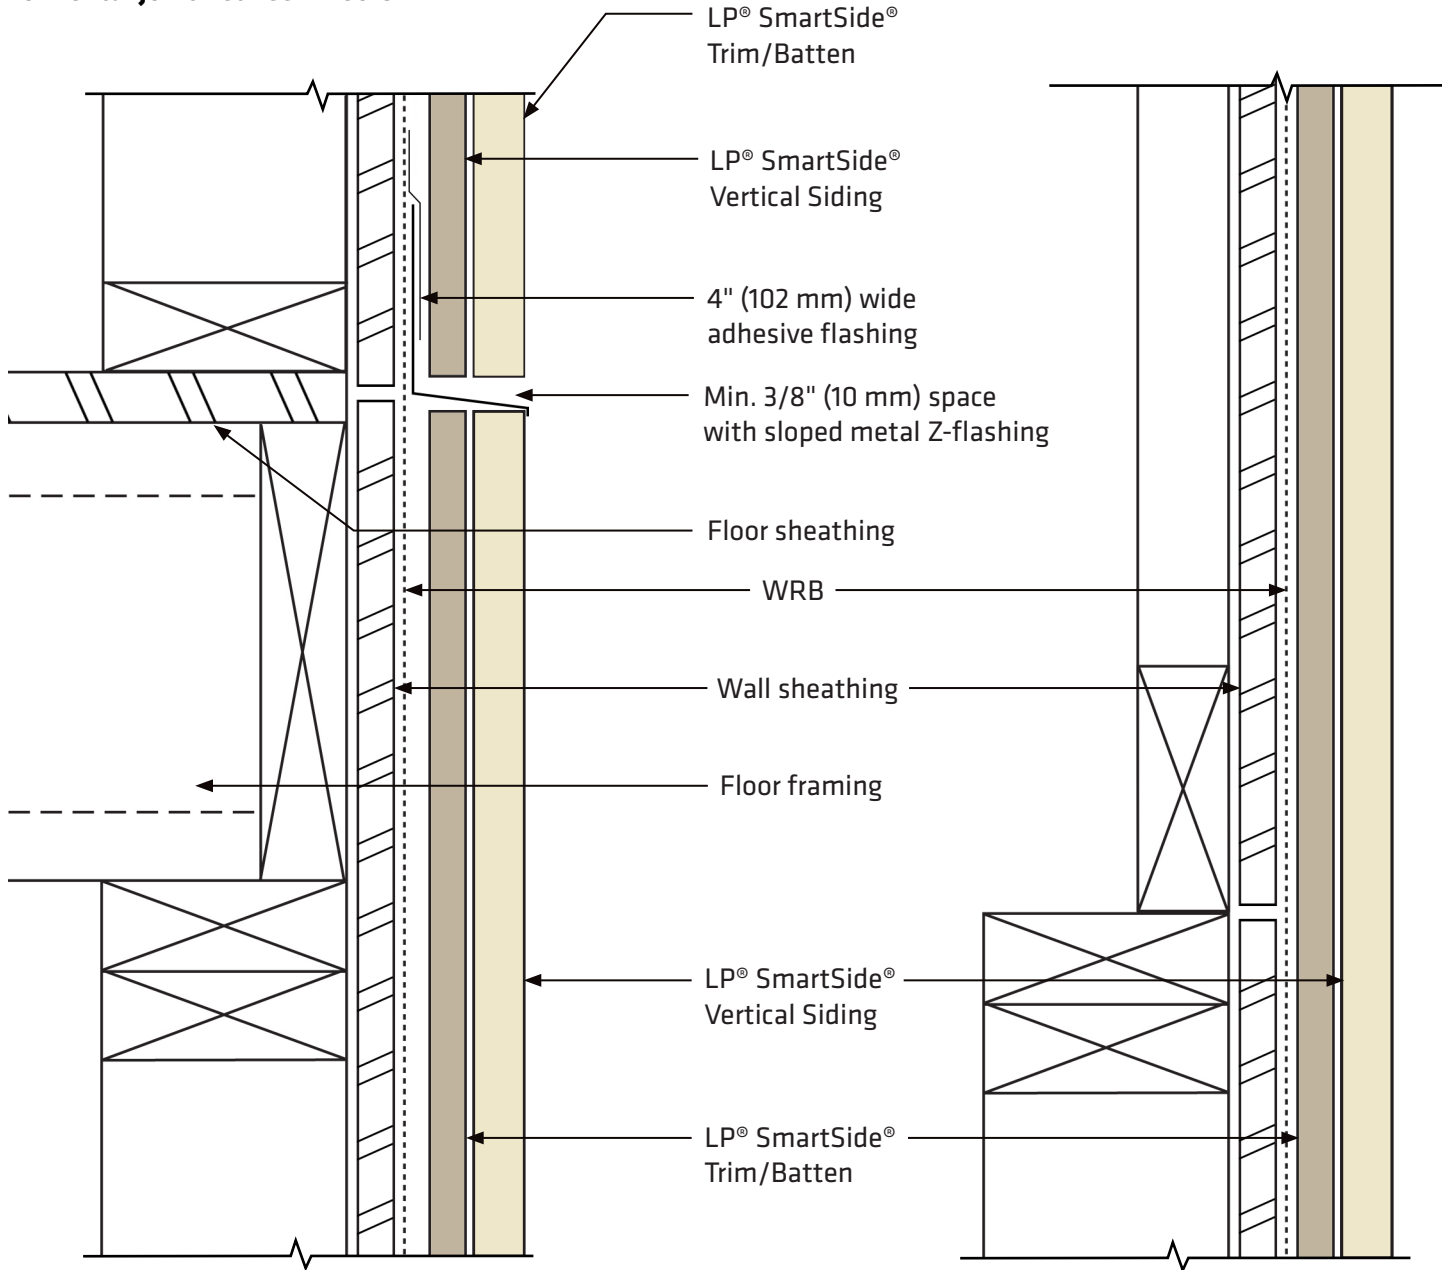 LP® SmartSide®
Trim/Batten
LP® SmartSide®
Vertical Siding
4" (102 mm) wide
adhesive flashing
Min. 3/8" (10 mm) space
with sloped metal Z-flashing
Floor sheathing
WRB
Wall sheathing
Floor framing
LP® SmartSide®
Vertical Siding
LP® SmartSide®
Trim/Batten